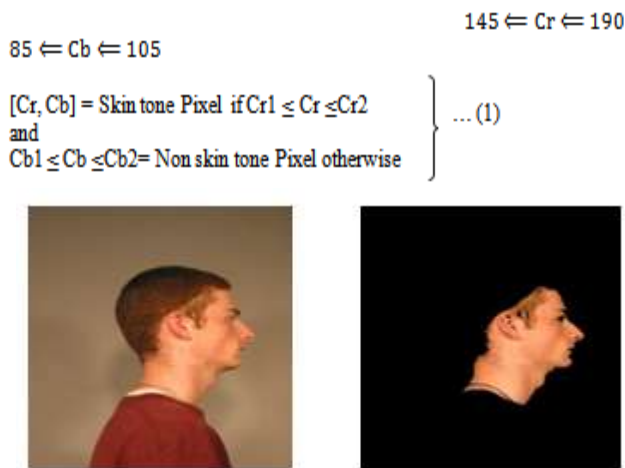 145 ⇐ Cr ⇐ 190
85 ⇐ Cb ⇐ 105
[Cr, Cb] = Skin tone Pixel if Cr1 ≤ Cr ≤Cr2
and
Cb1 ≤ Cb ≤Cb2= Non skin tone Pixel otherwise
... (1)